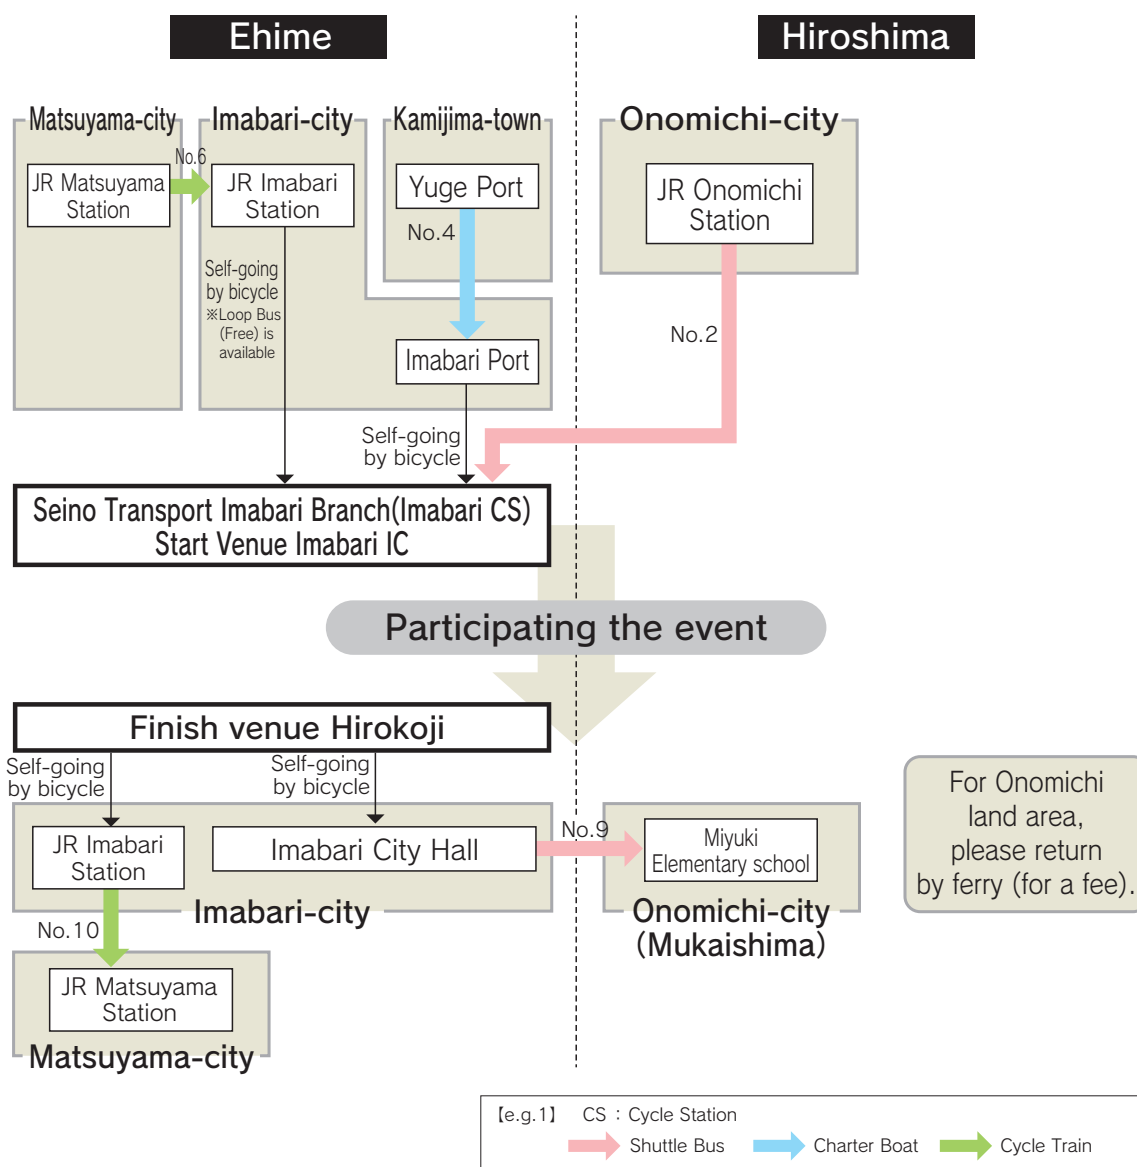 Ehime
Hiroshima
Matsuyama-city
Imabari-city
Kamijima-town
Onomichi-city
JR Matsuyama
Station
No.6
JR Imabari
Station
Yuge Port
JR Onomichi
Station
No.4
Self-going
by bicycle
※Loop Bus
(Free) is
available
No.2
Imabari Port
Self-going
by bicycle
Seino Transport Imabari Branch(Imabari CS)
Start Venue Imabari IC
Participating the event
Finish venue Hirokoji
Self-going
by bicycle
Self-going
by bicycle
JR Imabari
Station
Imabari City Hall
No.9
Miyuki
Elementary school
For Onomichi
land area,
please return
by ferry (for a fee).
Imabari-city
Onomichi-city
(Mukaishima)
No.10
JR Matsuyama
Station
Matsuyama-city
【e.g.1】 CS : Cycle Station
Shuttle Bus Charter Boat Cycle Train